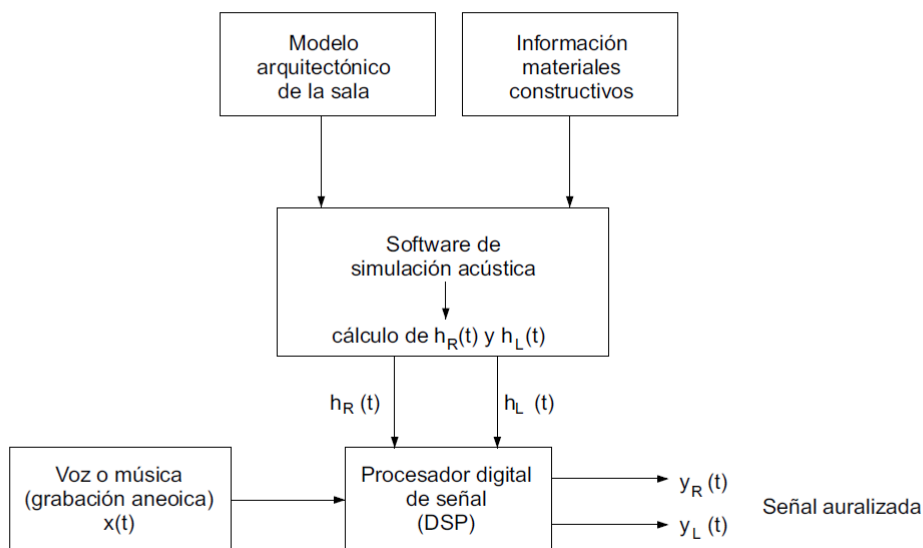 Modelo
arquitectónico
de la sala
Información
materiales
constructivos
Software de
simulación acústica
cálculo de hR(t) y hL(t)
hR (t)
hL (t)
Voz o música
(grabación aneoica)
x(t)
Procesador digital
de señal
(DSP)
yR (t)
yL (t)
Señal auralizada